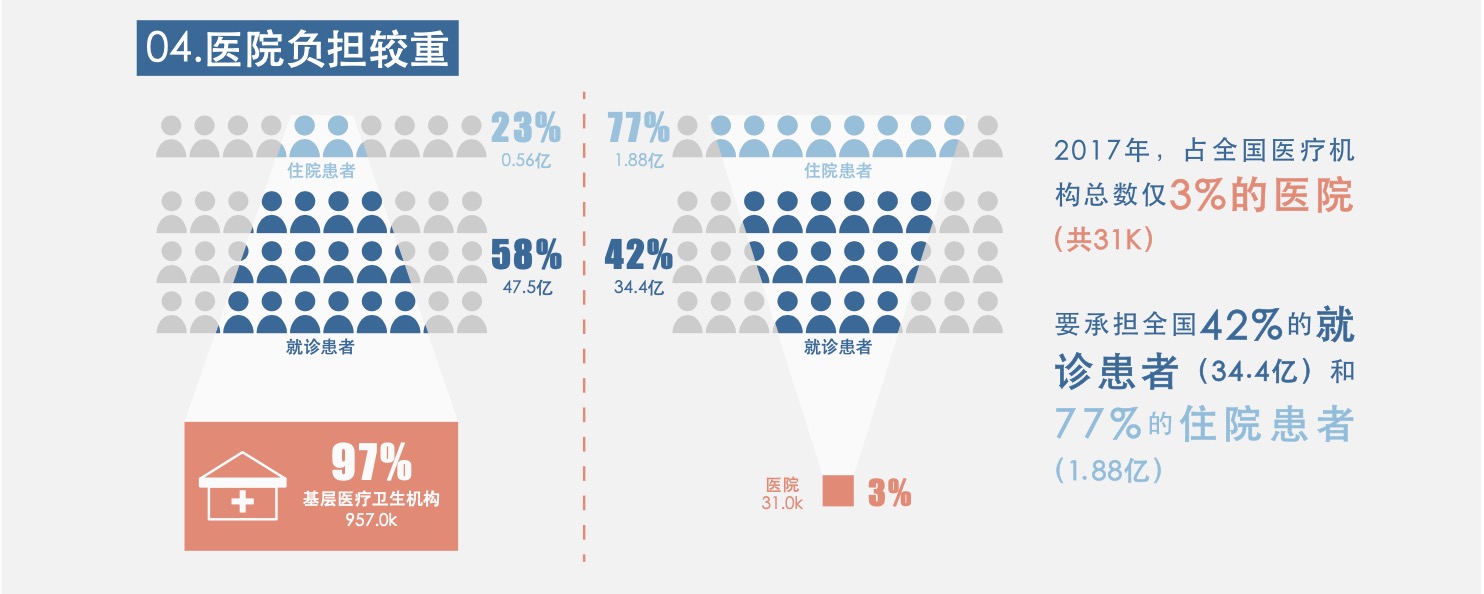 04.医院负担较重
23%
0.56亿
住院患者
58%
47.5亿
就诊患者
97%
基层医疗卫生机构
957.0k
77%
1.88亿
住院患者
42%
34.4亿
就诊患者
医院
31.0k
3%
2017年，占全国医疗机
构总数仅3%的医院
（共31K）
要承担全国42%的就
诊患者（34.4亿）和
77%的住院患者
（1.88亿）